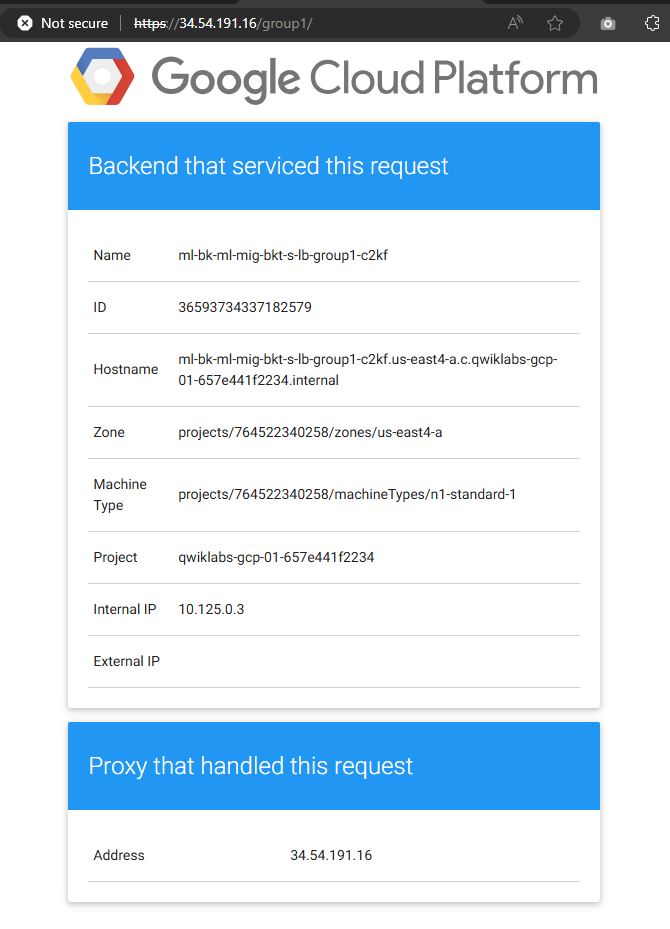 Not secure | https://34.54.191.16/group1/
Google Cloud Platform
Backend that serviced this request
Name ml-bk-ml-mig-bkt-s-lb-group1-c2kf
ID 36593734337182579
Hostname ml-bk-ml-mig-bkt-s-lb-group1-c2kf.us-east4-a.c.qwiklabs-gcp-
01-657e441f2234.internal
Zone projects/764522340258/zones/us-east4-a
Machine
Type projects/764522340258/machineTypes/n1-standard-1
Project qwiklabs-gcp-01-657e441f2234
Internal IP 10.125.0.3
External IP
Proxy that handled this request
Address 34.54.191.16